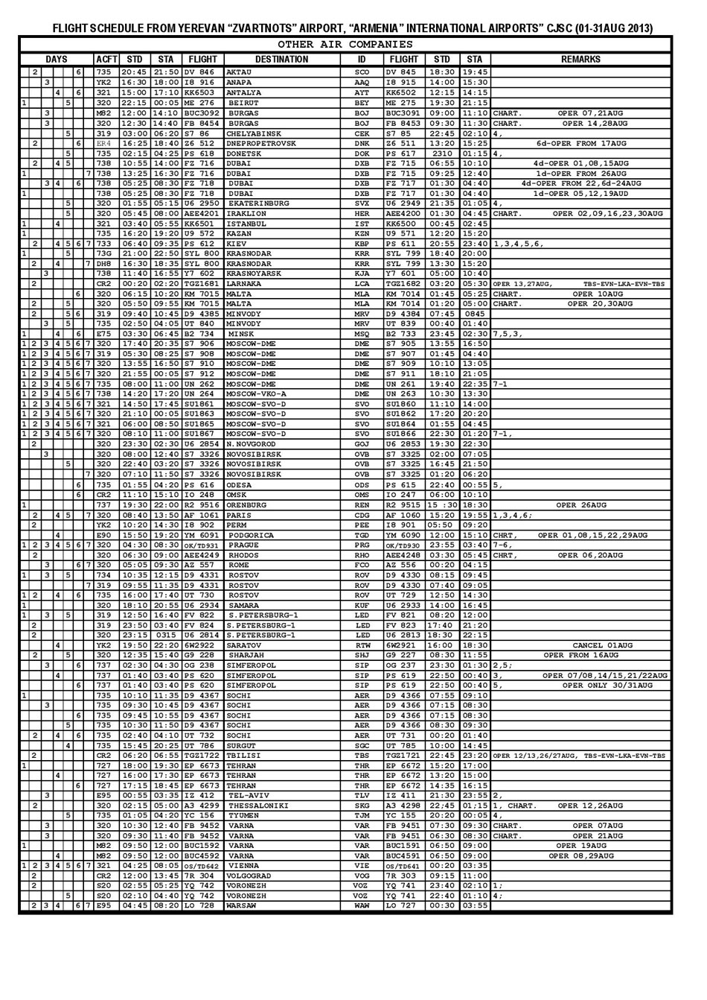 FLIGHT SCHEDULE FROM YEREVAN “ZVARTNOTS” AIRPORT, “ARMENIA” INTERNATIONAL AIRPORTS” CJSC (01-31AUG 2013)
OTHER AIR COMPANIES
DAYS ACFT STD STA FLIGHT DESTINATION ID FLIGHT STD STA REMARKS
2 6 735 20:45 21:50 DV 846 AKTAU SCO DV 845 18:30 19:45
3 YK2 16:30 18:00 I8 916 ANAPA AAQ I8 915 14:00 15:30
4 6 321 15:00 17:10 KK6503 ANTALYA AYT KK6502 12:15 14:15
1 5 320 22:15 00:05 ME 276 BEIRUT BEY ME 275 19:30 21:15
3 M82 12:00 14:10 BUC3092 BURGAS BOJ BUC3091 09:00 11:10 CHART. OPER 07,21AUG
3 320 12:30 14:40 FB 8454 BURGAS BOJ FB 8453 09:30 11:30 CHART. OPER 14,28AUG
5 319 03:00 06:20 S7 86 CHELYABINSK CEK S7 85 22:45 02:10 4,
2 6 ER4 16:25 18:40 Z6 512 DNEPROPETROVSK DNK Z6 511 13:20 15:25 6d-OPER FROM 17AUG
5 735 02:15 04:25 PS 618 DONETSK DOK PS 617 2310 01:15 4,
2 4 5 738 10:55 14:00 FZ 716 DUBAI DXB FZ 715 06:55 10:10 4d-OPER 01,08,15AUG
1 7 738 13:25 16:30 FZ 716 DUBAI DXB FZ 715 09:25 12:40 1d-OPER FROM 26AUG
3 4 6 738 05:25 08:30 FZ 718 DUBAI DXB FZ 717 01:30 04:40 4d-OPER FROM 22,6d-24AUG
1 738 05:25 08:30 FZ 718 DUBAI DXB FZ 717 01:30 04:40 1d-OPER 05,12,19AUD
5 320 01:55 05:15 U6 2950 EKATERINBURG SVX U6 2949 21:35 01:05 4,
5 320 05:45 08:00 AEE4201 IRAKLION HER AEE4200 01:30 04:45 CHART. OPER 02,09,16,23,30AUG
1 4 321 03:40 05:55 KK6501 ISTANBUL IST KK6500 00:45 02:45
1 735 16:20 19:20 U9 572 KAZAN KZN U9 571 12:20 15:20
2 4 5 6 7 733 06:40 09:35 PS 612 KIEV KBP PS 611 20:55 23:40 1,3,4,5,6,
1 5 73G 21:00 22:50 SYL 800 KRASNODAR KRR SYL 799 18:40 20:00
2 4 7 DH8 16:30 18:35 SYL 800 KRASNODAR KRR SYL 799 13:30 15:20
3 738 11:40 16:55 Y7 602 KRASNOYARSK KJA Y7 601 05:00 10:40
2 CR2 00:20 02:20 TGZ1681 LARNAKA LCA TGZ1682 03:20 05:30 OPER 13,27AUG, TBS-EVN-LKA-EVN-TBS
6 320 06:15 10:20 KM 7015 MALTA MLA KM 7014 01:45 05:25 CHART. OPER 10AUG
2 5 320 05:50 09:55 KM 7015 MALTA MLA KM 7014 01:20 05:00 CHART. OPER 20,30AUG
2 5 6 319 09:40 10:45 D9 4385 MINVODY MRV D9 4384 07:45 0845
3 5 735 02:50 04:05 UT 840 MINVODY MRV UT 839 00:40 01:40
1 4 6 E75 03:30 06:45 B2 734 MINSK MSQ B2 733 23:45 02:30 7,5,3,
1 2 3 4 5 6 7 320 17:40 20:35 S7 906 MOSCOW-DME DME S7 905 13:55 16:50
1 2 3 4 5 6 7 319 05:30 08:25 S7 908 MOSCOW-DME DME S7 907 01:45 04:40
1 2 3 4 5 6 7 320 13:55 16:50 S7 910 MOSCOW-DME DME S7 909 10:10 13:05
1 2 3 4 5 6 7 320 21:55 00:05 S7 912 MOSCOW-DME DME S7 911 18:10 21:05
1 2 3 4 5 6 7 735 08:00 11:00 UN 262 MOSCOW-DME DME UN 261 19:40 22:35 7-1
1 2 3 4 5 6 7 738 14:20 17:20 UN 264 MOSCOW-VKO-A DME UN 263 10:30 13:30
1 2 3 4 5 6 7 321 14:50 17:45 SU1861 MOSCOW-SVO-D SVO SU1860 11:10 14:00
1 2 3 4 5 6 7 320 21:10 00:05 SU1863 MOSCOW-SVO-D SVO SU1862 17:20 20:20
1 2 3 4 5 6 7 321 06:00 08:50 SU1865 MOSCOW-SVO-D SVO SU1864 01:55 04:45
1 2 3 4 5 6 7 320 08:10 11:00 SU1867 MOSCOW-SVO-D SVO SU1866 22:30 01:20 7-1,
2 320 23:30 02:30 U6 2854 N.NOVGOROD GOJ U6 2853 19:30 22:30
3 320 08:00 12:40 S7 3326 NOVOSIBIRSK OVB S7 3325 02:00 07:05
5 320 22:40 03:20 S7 3326 NOVOSIBIRSK OVB S7 3325 16:45 21:50
7 320 07:10 11:50 S7 3326 NOVOSIBIRSK OVB S7 3325 01:20 06:20
6 735 01:55 04:20 PS 616 ODESA ODS PS 615 22:40 00:55 5,
6 CR2 11:10 15:10 IO 248 OMSK OMS IO 247 06:00 10:10
1 737 19:30 22:00 R2 9516 ORENBURG REN R2 9515 15 :30 18:30 OPER 26AUG
2 4 5 7 320 08:40 13:50 AF 1061 PARIS CDG AF 1060 15:20 19:55 1,3,4,6;
2 YK2 10:20 14:30 I8 902 PERM PEE I8 901 05:50 09:20
4 E90 15:50 19:20 YM 6091 PODGORICA TGD YM 6090 12:00 15:10 CHRT, OPER 01,08,15,22,29AUG
1 2 3 4 5 6 7 320 04:30 08:30 OK/TD931 PRAGUE PRG OK/TD930 23:55 03:40 7-6,
2 320 06:30 09:00 AEE4249 RHODOS RHO AEE4248 03:30 05:45 CHRT, OPER 06,20AUG
3 6 7 320 05:05 09:30 AZ 557 ROME FCO AZ 556 00:20 04:15
1 3 5 734 10:35 12:15 D9 4331 ROSTOV ROV D9 4330 08:15 09:45
7 319 09:55 11:35 D9 4331 ROSTOV ROV D9 4330 07:40 09:05
1 2 4 6 735 16:00 17:40 UT 730 ROSTOV ROV UT 729 12:50 14:30
1 320 18:10 20:55 U6 2934 SAMARA KUF U6 2933 14:00 16:45
1 3 5 319 12:50 16:40 FV 822 S.PETERSBURG-1 LED FV 821 08:20 12:00
2 319 23:50 03:40 FV 824 S.PETERSBURG-1 LED FV 823 17:40 21:20
2 320 23:15 0315 U6 2814 S.PETERSBURG-1 LED U6 2813 18:30 22:15
4 YK2 19:50 22:20 6W2922 SARATOV RTW 6W2921 16:00 18:30 CANCEL 01AUG
2 5 320 12:35 15:40 G9 228 SHARJAH SHJ G9 227 08:30 11:55 OPER FROM 16AUG
3 6 737 02:30 04:30 OG 238 SIMFEROPOL SIP OG 237 23:30 01:30 2,5;
4 737 01:40 03:40 PS 620 SIMFEROPOL SIP PS 619 22:50 00:40 3, OPER 07/08,14/15,21/22AUG
6 737 01:40 03:40 PS 620 SIMFEROPOL SIP PS 619 22:50 00:40 5, OPER ONLY 30/31AUG
1 735 10:10 11:35 D9 4367 SOCHI AER D9 4366 07:55 09:10
3 735 09:30 10:45 D9 4367 SOCHI AER D9 4366 07:15 08:30
6 735 09:45 10:55 D9 4367 SOCHI AER D9 4366 07:15 08:30
5 735 10:30 11:50 D9 4367 SOCHI AER D9 4366 08:30 09:30
2 4 6 735 02:40 04:10 UT 732 SOCHI AER UT 731 00:20 01:40
4 735 15:45 20:25 UT 786 SURGUT SGC UT 785 10:00 14:45
2 CR2 06:20 06:55 TGZ1722 TBILISI TBS TGZ1721 22:45 23:20 OPER 12/13,26/27AUG, TBS-EVN-LKA-EVN-TBS
1 727 18:00 19:30 EP 6673 TEHRAN THR EP 6672 15:20 17:00
4 727 16:00 17:30 EP 6673 TEHRAN THR EP 6672 13:20 15:00
6 727 17:15 18:45 EP 6673 TEHRAN THR EP 6672 14:35 16:15
3 E95 00:55 03:35 IZ 412 TEL-AVIV TLV IZ 411 21:30 23:55 2,
2 320 02:15 05:00 A3 4299 THESSALONIKI SKG A3 4298 22;45 01;15 1, CHART. OPER 12,26AUG
5 735 01:05 04:20 YC 156 TYUMEN TJM YC 155 20:20 00:05 4,
3 320 10:30 12:40 FB 9452 VARNA VAR FB 9451 07:30 09:30 CHART. OPER 07AUG
3 320 09:30 11:40 FB 9452 VARNA VAR FB 9451 06:30 08:30 CHART. OPER 21AUG
1 M82 09:50 12:00 BUC1592 VARNA VAR BUC1591 06:50 09:00 OPER 19AUG
4 M82 09:50 12:00 BUC4592 VARNA VAR BUC4591 06:50 09:00 OPER 08,29AUG
1 2 3 4 5 6 7 321 04:25 08:05 OS/TD642 VIENNA VIE OS/TD641 00:20 03:35
2 CR2 12:00 13:45 7R 304 VOLGOGRAD VOG 7R 303 09:15 11:00
2 S20 02:55 05:25 YQ 742 VORONEZH VOZ YQ 741 23:40 02:10 1;
5 S20 02:10 04:40 YQ 742 VORONEZH VOZ YQ 741 22:40 01:10 4;
2 3 4 6 7 E95 04:45 08:20 LO 728 WARSAW WAW LO 727 00:30 03:55